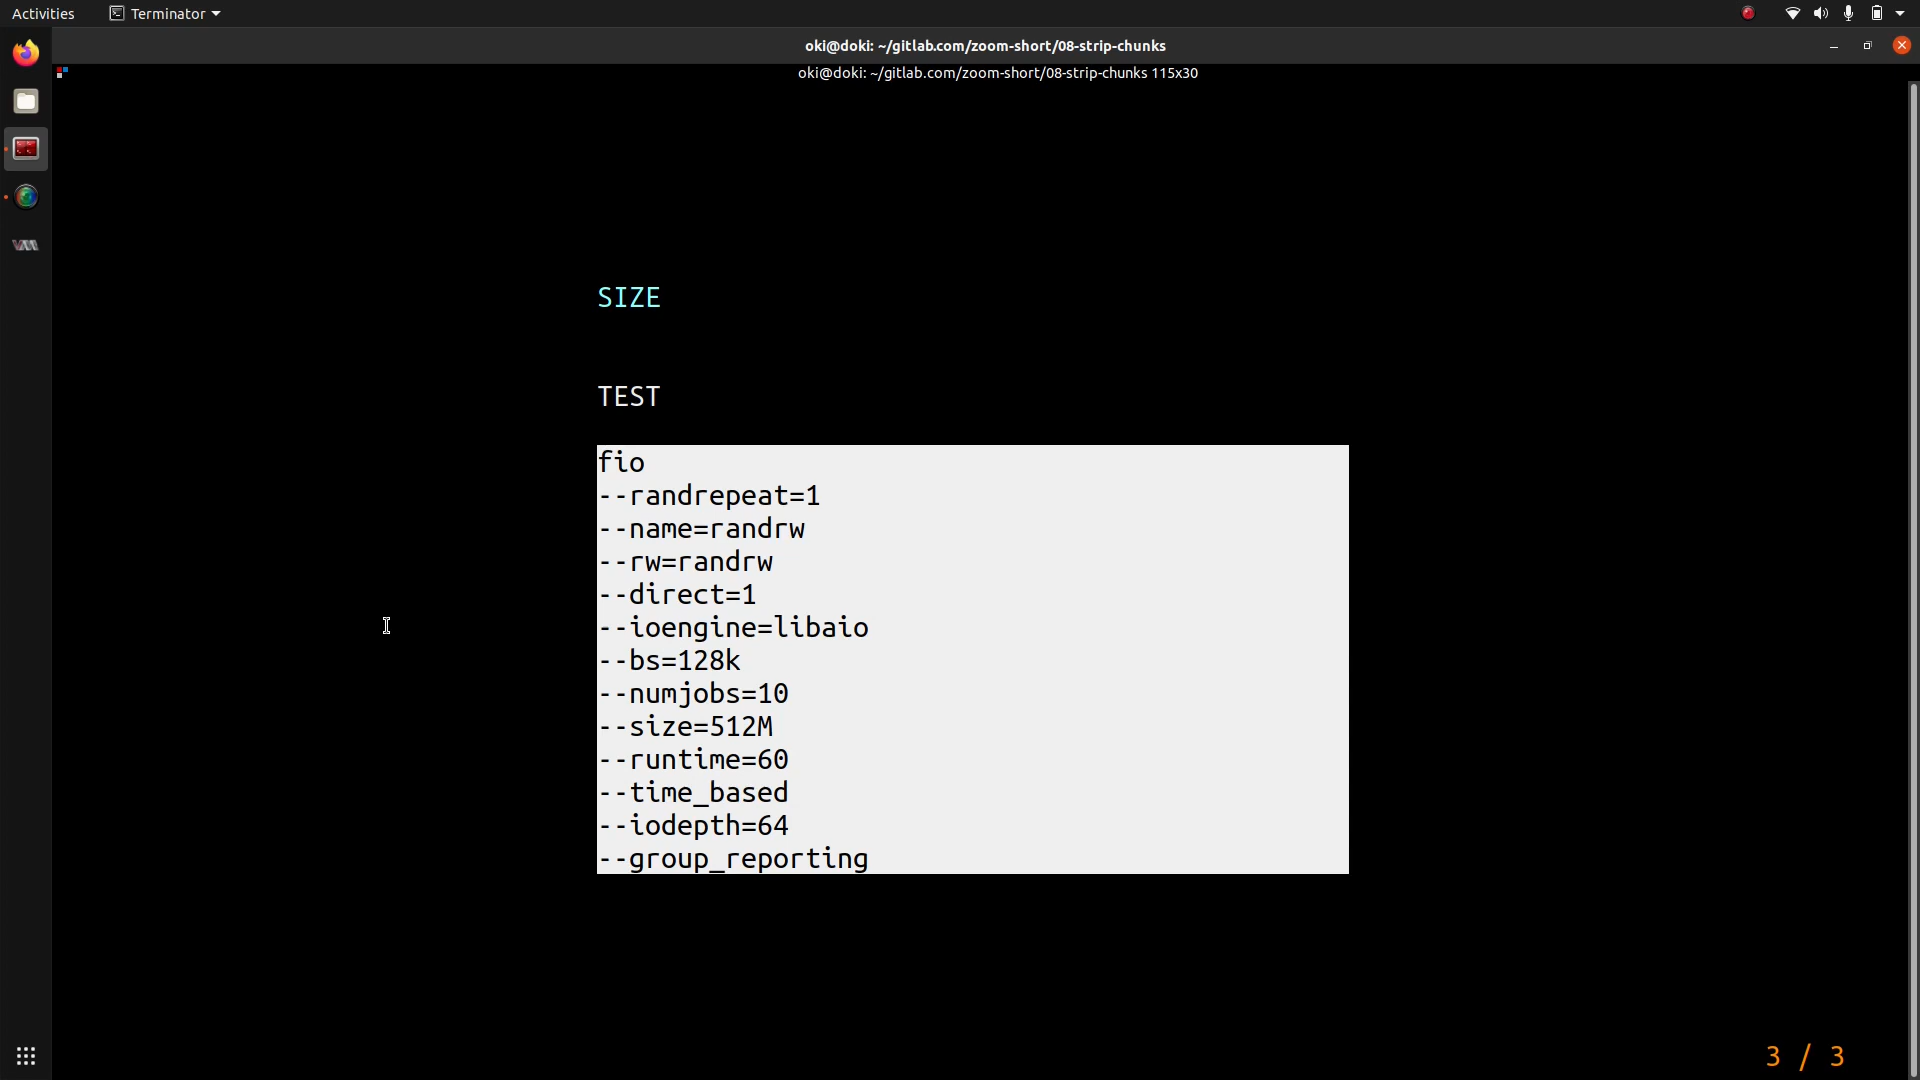 Activities
Terminator
oki@doki: ~/gitlab.com/zoom-short/08-strip-chunks
oki@doki: ~/gitlab.com/zoom-short/08-strip-chunks 115x30
SIZE
TEST
fio
--randrepeat=1
--name=randrw
--rw=randrw
--direct=1
--ioengine=libaio
--bs=128k
--numjobs=10
--size=512M
--runtime=60
--time_based
--iodepth=64
--group_reporting
3 / 3